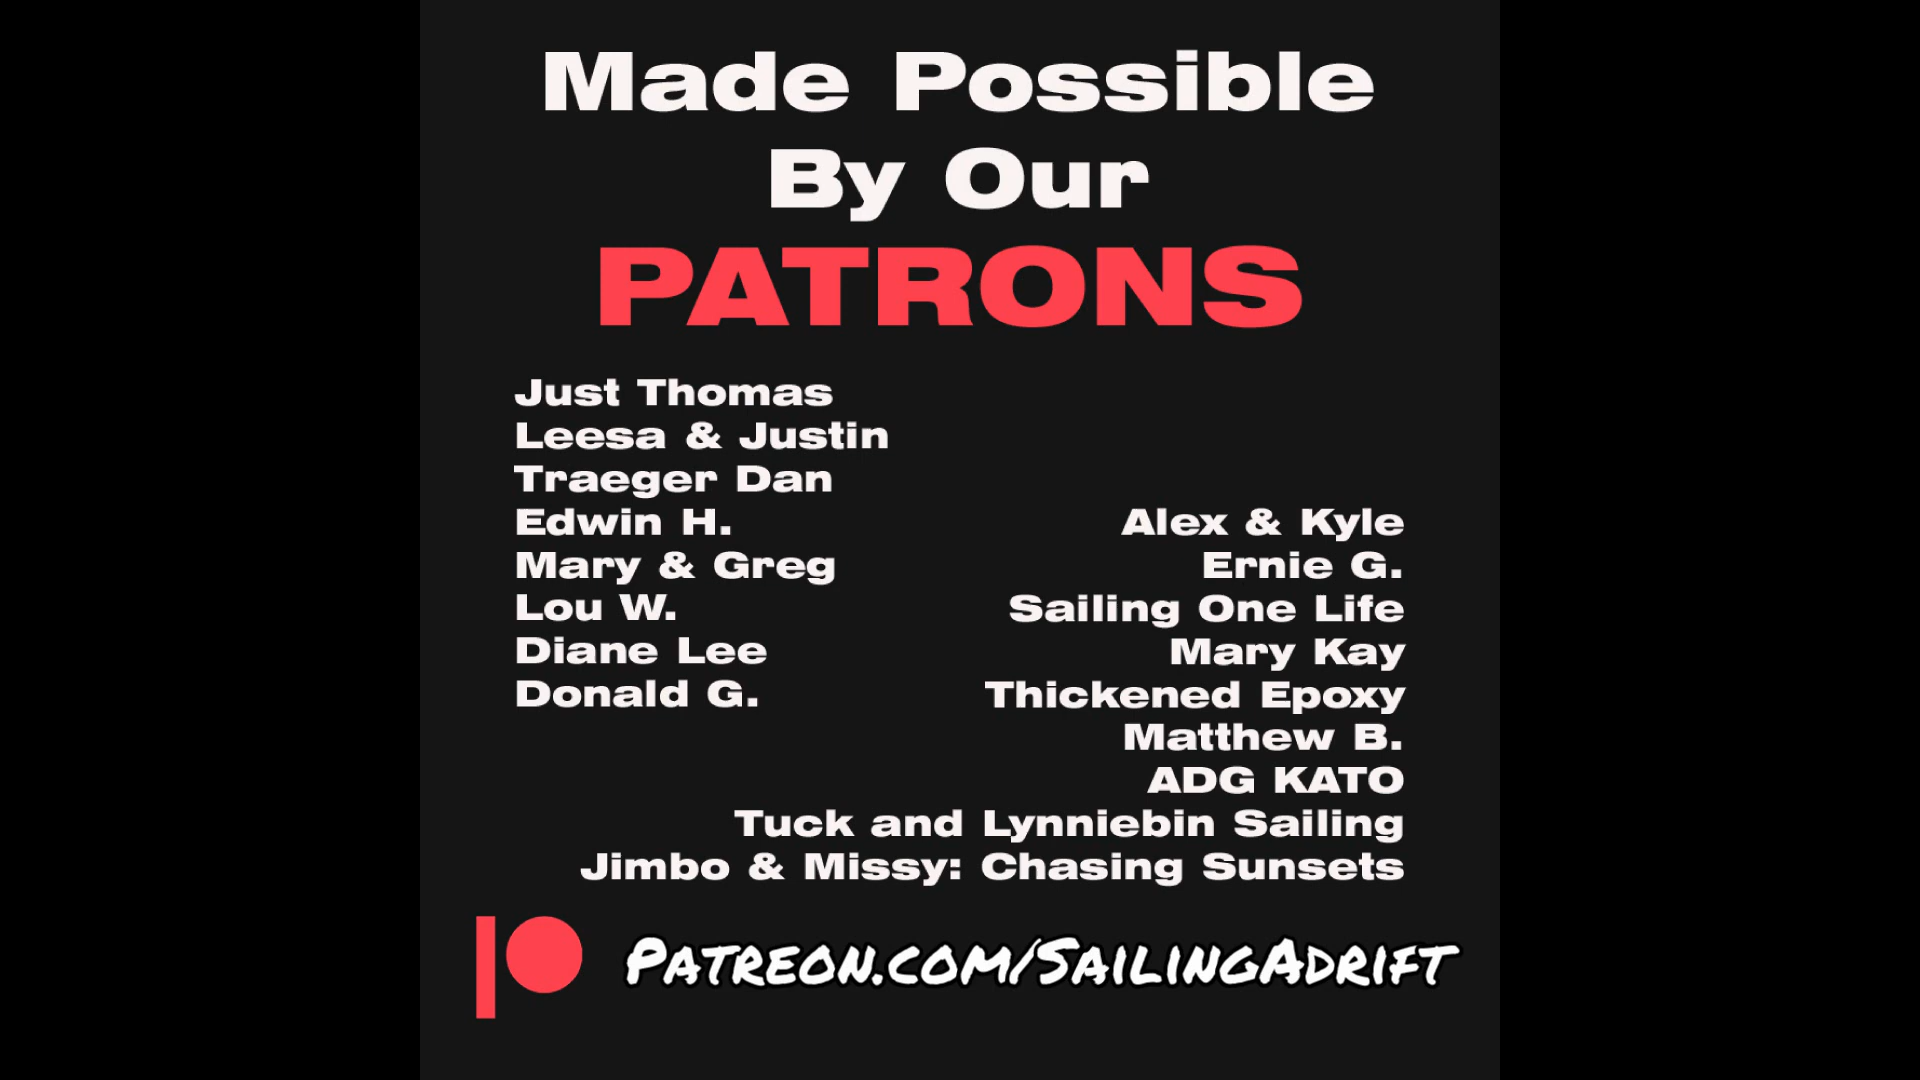 Made Possible
By Our
PATRONS
Just Thomas
Leesa & Justin
Traeger Dan
Edwin H.
Mary & Greg
Lou W.
Diane Lee
Donald G.
Alex & Kyle
Ernie G.
Sailing One Life
Mary Kay
Thickened Epoxy
Matthew B.
ADG KATO
Tuck and Lynniebin Sailing
Jimbo & Missy: Chasing Sunsets
Patreon.com/SailingAdrift